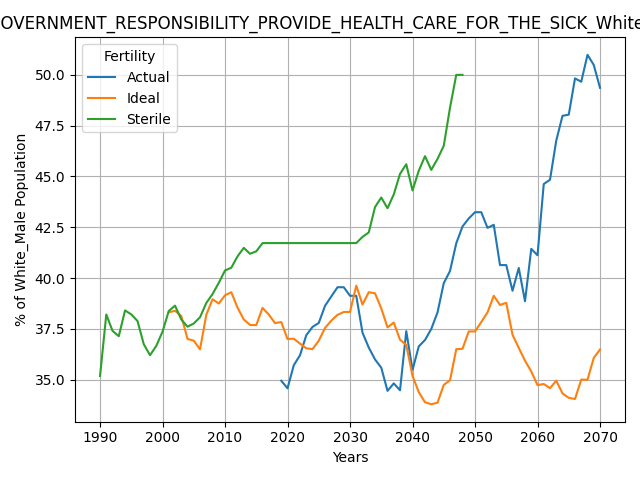 OVERNMENT_RESPONSIBILITY_PROVIDE_HEALTH_CARE_FOR_THE_SICK_White
Fertility
Actual
Ideal
Sterile
% of White_Male Population
50.0
47.5
45.0
42.5
40.0
37.5
35.0
1990 2000 2010 2020 2030 2040 2050 2060 2070
Years